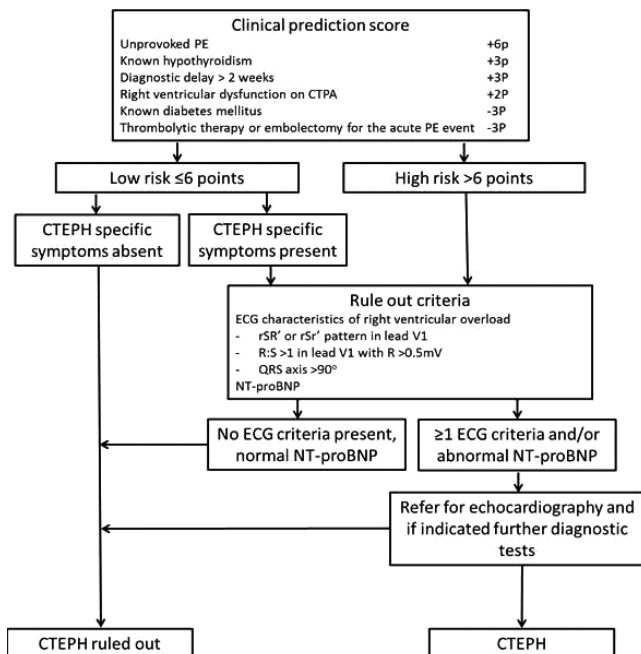 Clinical prediction score
Unprovoked PE +6p
Known hypothyroidism +3p
Diagnostic delay > 2 weeks +3P
Right ventricular dysfunction on CTPA +2P
Known diabetes mellitus -3P
Thrombolytic therapy or embolectomy for the acute PE event -3P
Low risk ≤6 points
High risk >6 points
CTEPH specific
symptoms absent
CTEPH specific
symptoms present
Rule out criteria
ECG characteristics of right ventricular overload
- rSR’ or rSr’ pattern in lead V1
- R:S >1 in lead V1 with R >0.5mV
- QRS axis >90°
NT-proBNP
No ECG criteria present,
normal NT-proBNP
≥1 ECG criteria and/or
abnormal NT-proBNP
Refer for echocardiography and
if indicated further diagnostic
tests
CTEPH ruled out
CTEPH